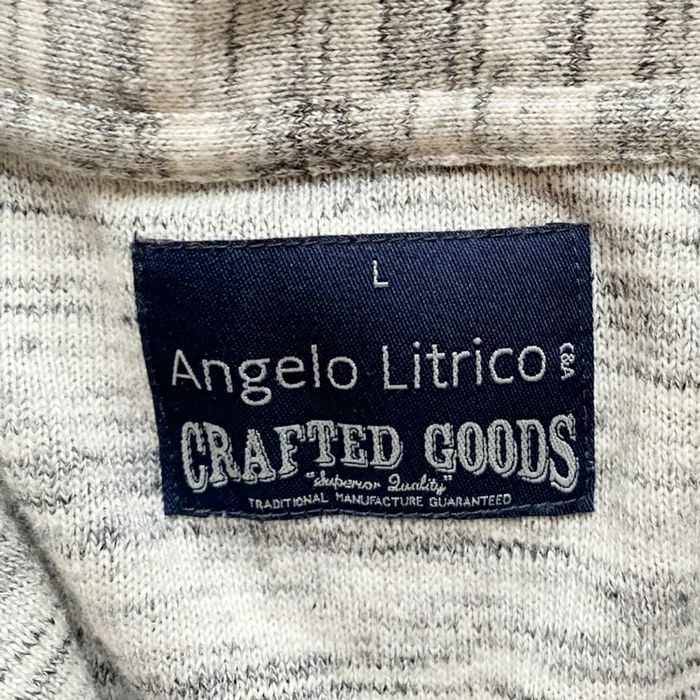 L
Angelo Litrico C&A
CRAFTED GOODS
"Superior Quality"
TRADITIONAL MANUFACTURE GUARANTEED